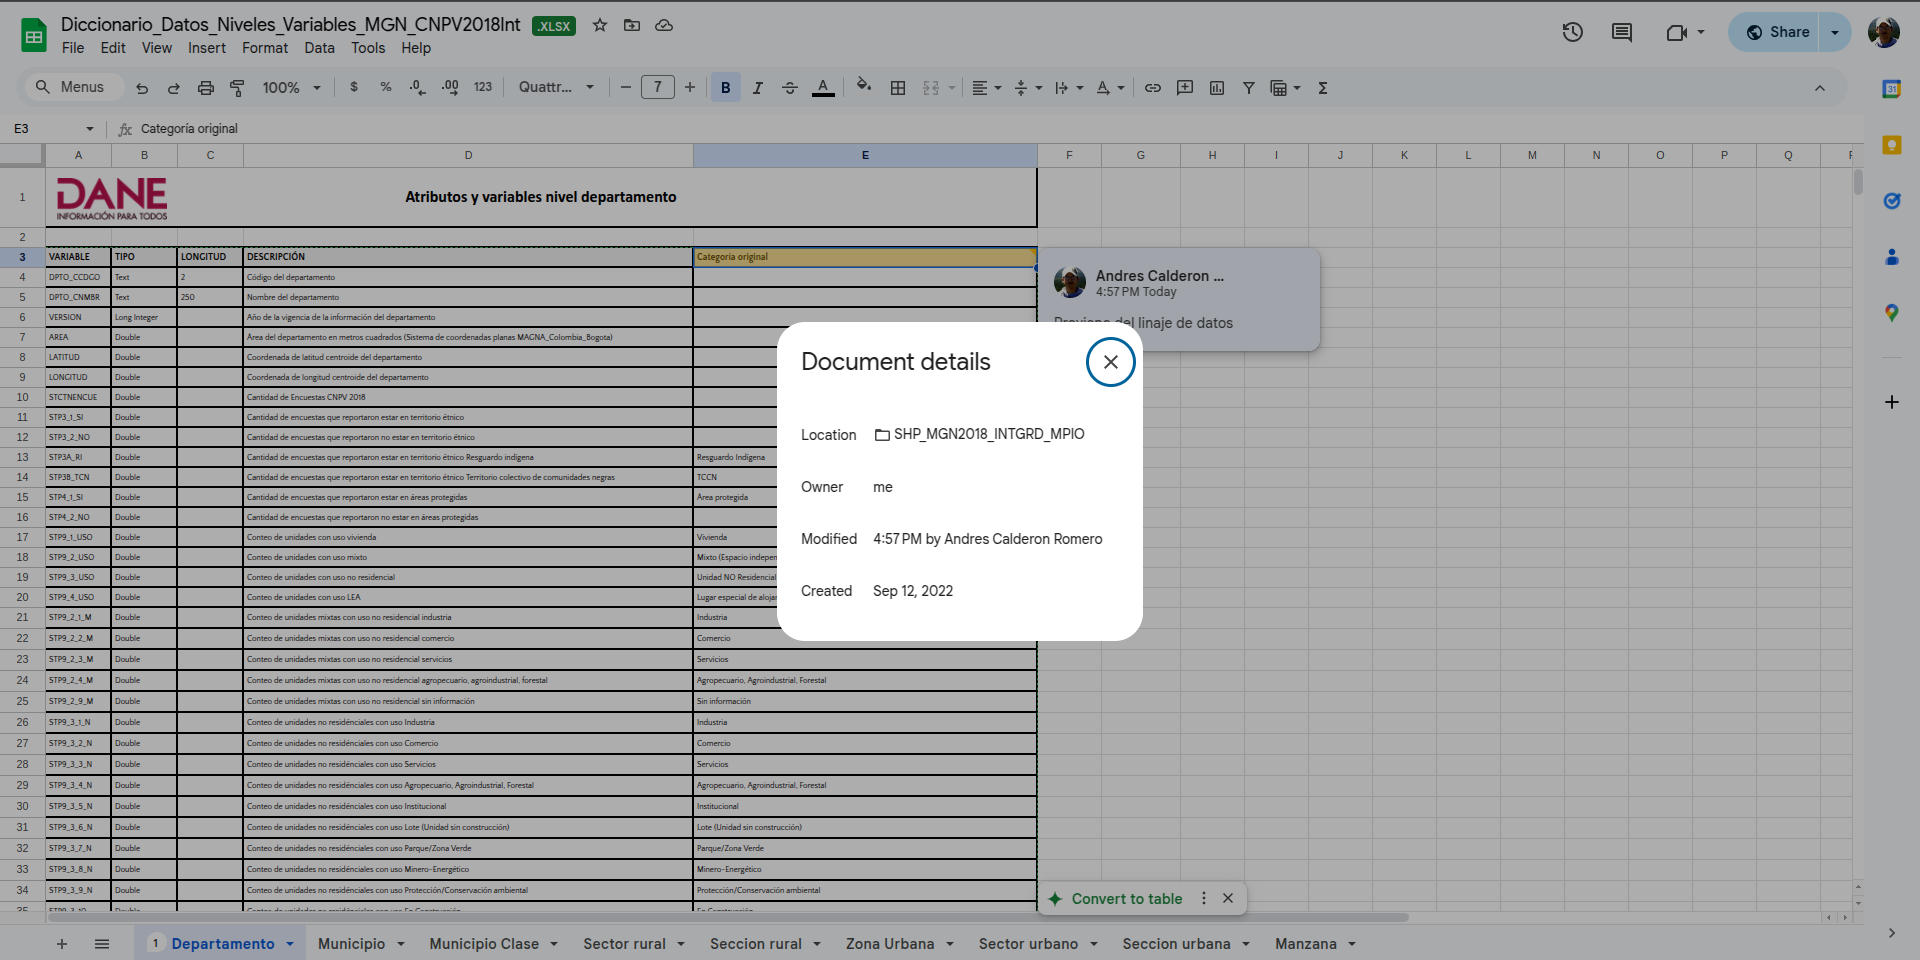 Diccionario_Datos_Niveles_Variables_MGN_CNPV2018Int .XLSX
File Edit View Insert Format Data Tools Help
Share
Menus 100% $ % .0 .00 123 Quattr... 7 B I A Σ
31
E3 fx Categoría original
A B C D E F G H I J K L M N O P Q
1 DANE INFORMACIÓN PARA TODOS Atributos y variables nivel departamento
2
3 VARIABLE TIPO LONGITUD DESCRIPCIÓN Categoría original
4 DPTO_CCDGO Text 2 Código del departamento
5 DPTO_CNMBR Text 250 Nombre del departamento
6 VERSION Long Integer Año de la vigencia de la información del departamento
7 AREA Double Área del departamento en metros cuadrados (Sistema de coordenadas planas MAGNA_Colombia_Bogota)
8 LATITUD Double Coordenada de latitud centroide del departamento
9 LONGITUD Double Coordenada de longitud centroide del departamento
10 STCTNENCUE Double Cantidad de Encuestas CNPV 2018
11 STP3_1_SI Double Cantidad de encuestas que reportaron estar en territorio étnico
12 STP3_2_NO Double Cantidad de encuestas que reportaron no estar en territorio étnico
13 STP3A_RI Double Cantidad de encuestas que reportaron estar en territorio étnico Resguardo indígena Resguardo Indígena
14 STP3B_TCN Double Cantidad de encuestas que reportaron estar en territorio étnico Territorio colectivo de comunidades negras TCCN
15 STP4_1_SI Double Cantidad de encuestas que reportaron estar en áreas protegidas Área protegida
16 STP4_2_NO Double Cantidad de encuestas que reportaron no estar en áreas protegidas
17 STP9_1_USO Double Conteo de unidades con uso vivienda Vivienda
18 STP9_2_USO Double Conteo de unidades con uso mixto Mixto (Espacio indepen
19 STP9_3_USO Double Conteo de unidades con uso no residencial Unidad NO Residencial
20 STP9_4_USO Double Conteo de unidades con uso LEA Lugar especial de aloja
21 STP9_2_1_M Double Conteo de unidades mixtas con uso no residencial industria Industria
22 STP9_2_2_M Double Conteo de unidades mixtas con uso no residencial comercio Comercio
23 STP9_2_3_M Double Conteo de unidades mixtas con uso no residencial servicios Servicios
24 STP9_2_4_M Double Conteo de unidades mixtas con uso no residencial agropecuario, agroindustrial, forestal Agropecuario, Agroindustrial, Forestal
25 STP9_2_9_M Double Conteo de unidades mixtas con uso no residencial sin información Sin información
26 STP9_3_1_N Double Conteo de unidades no residénciales con uso Industria Industria
27 STP9_3_2_N Double Conteo de unidades no residénciales con uso Comercio Comercio
28 STP9_3_3_N Double Conteo de unidades no residénciales con uso Servicios Servicios
29 STP9_3_4_N Double Conteo de unidades no residénciales con uso Agropecuario, Agroindustrial, Forestal Agropecuario, Agroindustrial, Forestal
30 STP9_3_5_N Double Conteo de unidades no residénciales con uso Institucional Institucional
31 STP9_3_6_N Double Conteo de unidades no residénciales con uso Lote (Unidad sin construcción) Lote (Unidad sin construcción)
32 STP9_3_7_N Double Conteo de unidades no residénciales con uso Parque/Zona Verde Parque/Zona Verde
33 STP9_3_8_N Double Conteo de unidades no residénciales con uso Minero-Energético Minero-Energético
34 STP9_3_9_N Double Conteo de unidades no residénciales con uso Protección/Conservación ambiental Protección/Conservación ambiental
Andres Calderon ...
4:57 PM Today
Proviene del linaje de datos
Document details
Location SHP_MGN2018_INTGRD_MPIO
Owner me
Modified 4:57 PM by Andres Calderon Romero
Created Sep 12, 2022
Convert to table
1 Departamento Municipio Municipio Clase Sector rural Seccion rural Zona Urbana Sector urbano Seccion urbana Manzana